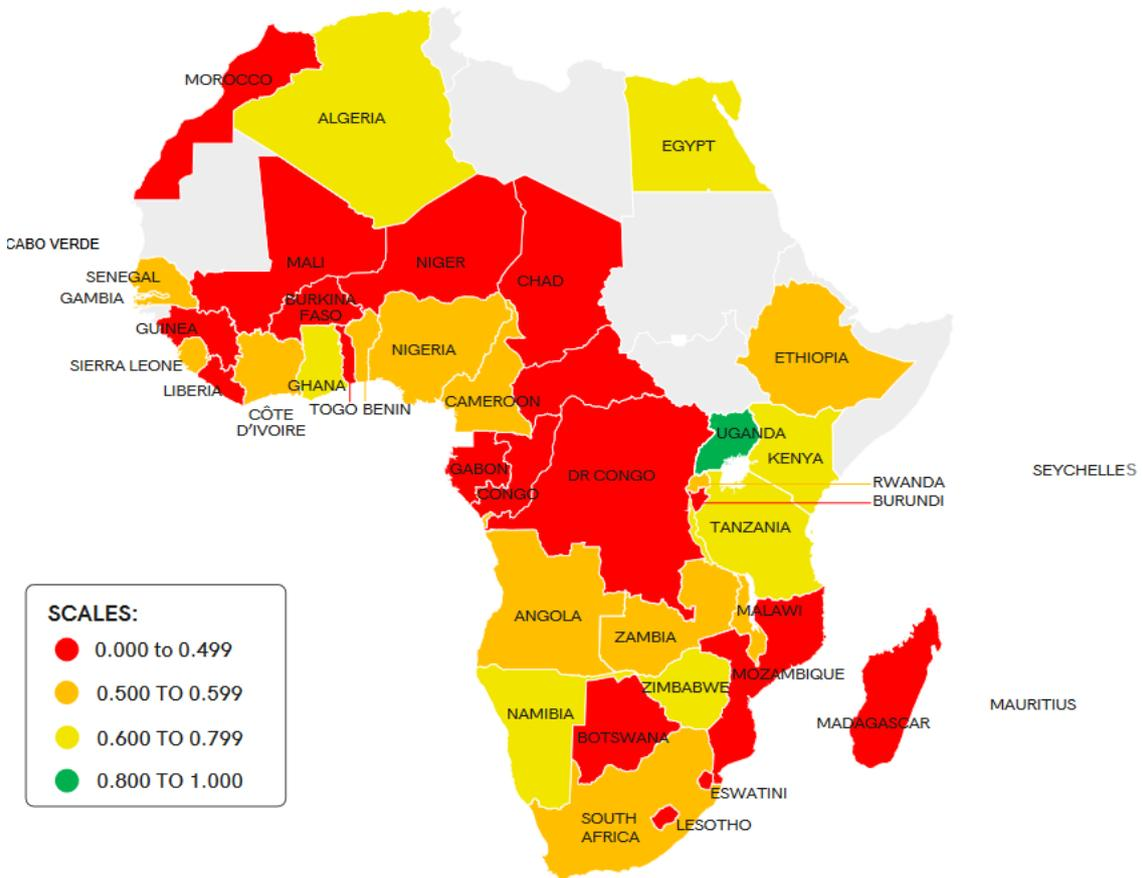 MOROCCO
ALGERIA
EGYPT
CABO VERDE
MALI
NIGER
CHAD
SENEGAL
GAMBIA
BURKINA
FASO
GUINEA
NIGERIA
ETHIOPIA
SIERRA LEONE
LIBERIA
GHANA
CAMEROON
CÔTE
D'IVOIRE
TOGO BENIN
UGANDA
KENYA
GABON
DR CONGO
SEYCHELLES
RWANDA
CONGO
BURUNDI
TANZANIA
ANGOLA
MALAWI
ZAMBIA
MOZAMBIQUE
ZIMBABWE
NAMIBIA
MAURITIUS
MADAGASCAR
BOTSWANA
ESWATINI
SOUTH
AFRICA
LESOTHO
SCALES:
0.000 to 0.499
0.500 TO 0.599
0.600 TO 0.799
0.800 TO 1.000